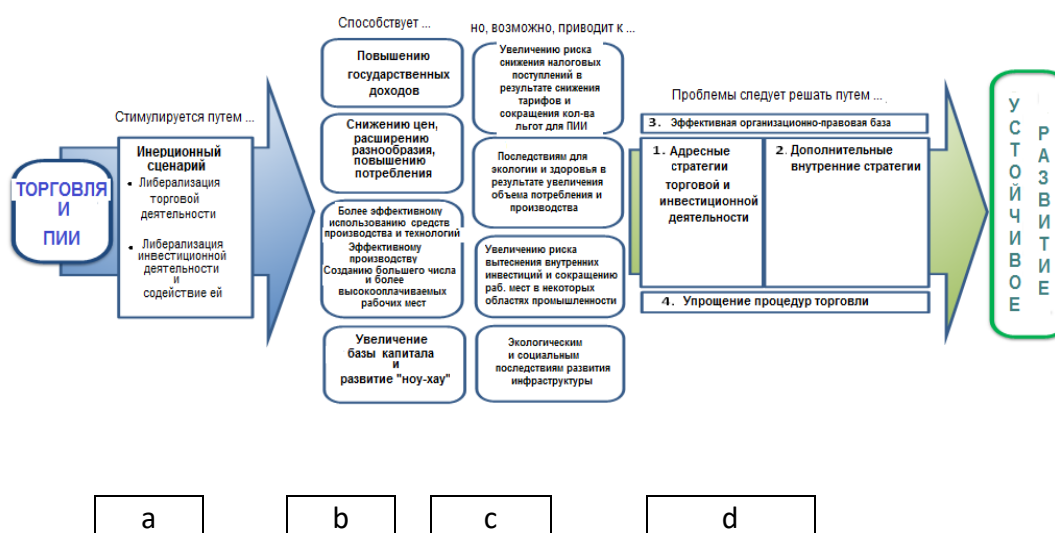 Способствует ...
но, возможно, приводит к ...
Стимулируется путем ...
Проблемы следует решать путем ...
ТОРГОВЛЯ
И
ПИИ
Инерционный
сценарий
• Либерализация
торговой
деятельности
• Либерализация
инвестиционной
деятельности
и
содействие ей
Повышению
государственных
доходов
Снижению цен,
расширению
разнообразия,
повышению
потребления
Более эффективному
использованию средств
производства и технологий
Эффективному
производству
Созданию большего числа
и более
высокооплачиваемых
рабочих мест
Увеличение
базы капитала
и
развитие "ноу-хау"
Увеличению риска
снижения налоговых
поступлений в
результате снижения
тарифов и
сокращения кол-ва
льгот для ПИИ
Последствиям для
экологии и здоровья в
результате увеличения
объема потребления и
производства
Увеличению риска
вытеснения внутренних
инвестиций и сокращению
раб. мест в некоторых
областях промышленности
Экологическим
и социальным
последствиям развития
инфраструктуры
3. Эффективная организационно-правовая база
1. Адресные
стратегии
торговой и
инвестиционной
деятельности
2. Дополнительные
внутренние стратегии
4. Упрощение процедур торговли
УСТОЙЧИВОЕ
РАЗВИТИЕ
a
b
c
d